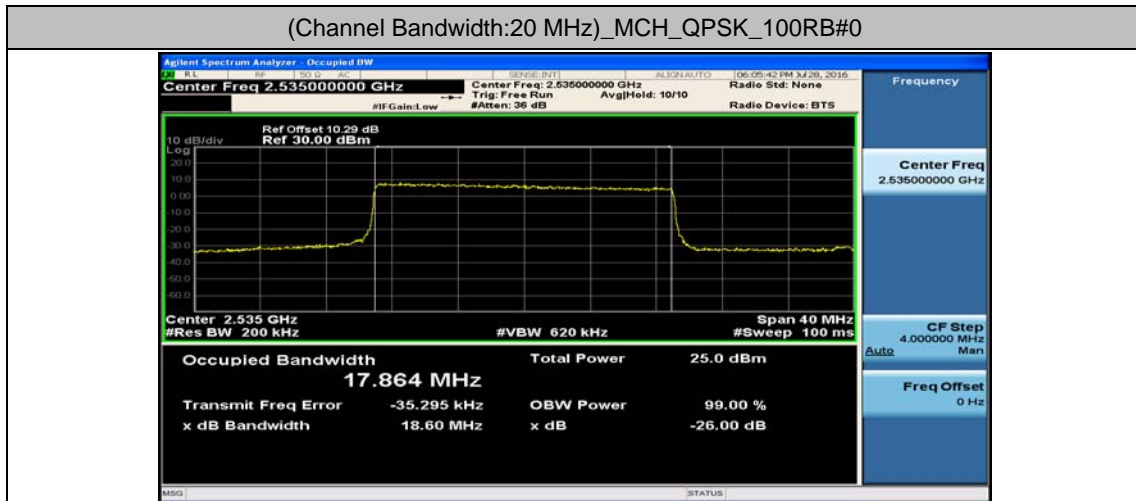 (Channel Bandwidth:20 MHz)_MCH_QPSK_100RB#0
Agilent Spectrum Analyzer - Occupied BW
LXI RL RF 50 Ω AC SENSE:INT ALIGN AUTO 06:05:42 PM Jul 28, 2016
Center Freq 2.535000000 GHz
Center Freq: 2.535000000 GHz
Radio Std: None
Trig: Free Run Avg|Hold: 10/10
#IFGain:Low #Atten: 36 dB Radio Device: BTS
Ref Offset 10.29 dB
10 dB/div Ref 30.00 dBm
Log
20.0
10.0
0.00
-10.0
-20.0
-30.0
-40.0
-50.0
-60.0
Center 2.535 GHz Span 40 MHz
#Res BW 200 kHz #VBW 620 kHz #Sweep 100 ms
Occupied Bandwidth Total Power 25.0 dBm
17.864 MHz
Transmit Freq Error -35.295 kHz OBW Power 99.00 %
x dB Bandwidth 18.60 MHz x dB -26.00 dB
MSG STATUS
Frequency
Center Freq
2.535000000 GHz
CF Step
4.000000 MHz
Auto Man
Freq Offset
0 Hz